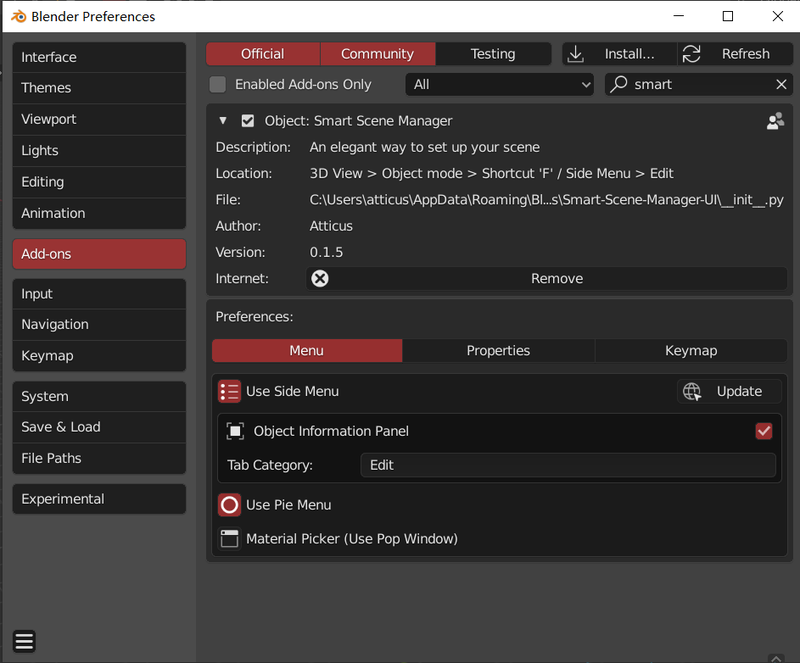 Blender Preferences
Interface
Themes
Viewport
Lights
Editing
Animation
Add-ons
Input
Navigation
Keymap
System
Save & Load
File Paths
Experimental
Official Community Testing Install... Refresh
Enabled Add-ons Only All smart
Object: Smart Scene Manager
Description: An elegant way to set up your scene
Location: 3D View > Object mode > Shortcut 'F' / Side Menu > Edit
File: C:\Users\atticus\AppData\Roaming\Bl...s\Smart-Scene-Manager-UI\__init__.py
Author: Atticus
Version: 0.1.5
Internet: Remove
Preferences:
Menu Properties Keymap
Use Side Menu Update
Object Information Panel
Tab Category: Edit
Use Pie Menu
Material Picker (Use Pop Window)